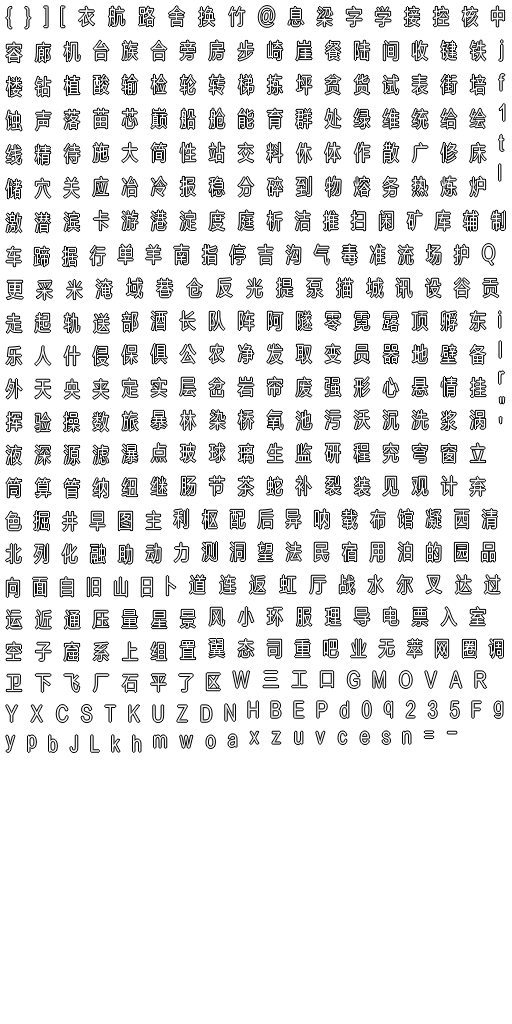 { } ] [ 衣 航 路 舍 换 竹 @ 息 梁 字 学 接 控 核 中
容 廊 机 台 族 合 旁 房 步 崎 崖 餐 陆 间 收 键 铁 j
楼 钻 植 酸 输 检 轮 转 梯 拣 坪 贫 货 试 表 街 培 f
蚀 声 落 苗 芯 巅 船 舱 能 育 群 处 绿 维 统 给 绘 1
线 精 待 施 大 简 性 站 交 料 休 体 作 散 广 修 床 t
储 穴 关 应 冶 冷 报 稳 分 碎 到 物 熔 务 热 炼 炉 l
激 潜 滨 卡 游 港 淀 度 庭 析 洁 推 扫 闲 矿 库 辅 制
车 蹄 据 行 单 羊 南 指 停 吉 沟 气 毒 准 流 场 护 Q
更 采 米 淹 域 巷 仓 反 光 提 泵 描 城 讯 设 谷 贡
走 起 轨 送 部 酒 长 队 阵 阿 隧 零 霓 露 顶 孵 东 i
乐 人 什 侵 保 俱 公 农 净 发 取 变 员 器 地 壁 备 |
外 天 央 夹 定 实 层 岔 岩 帘 废 强 形 心 悬 情 挂 r
挥 验 操 数 旅 暴 林 染 桥 氧 池 污 沃 沉 洗 浆 涡 " '
液 深 源 滤 瀑 点 玻 球 璃 生 监 研 程 究 穹 窗 立
筒 算 管 纳 纽 继 肠 节 茶 蛇 补 裂 装 见 观 计 弃
色 掘 井 早 图 主 利 枢 配 后 异 呐 载 布 馆 凝 西 清
北 列 化 融 助 动 力 测 洞 望 法 民 宿 用 泊 的 园 品
向 面 白 旧 山 日 卜 道 连 返 虹 厅 战 水 尔 叉 达 过
运 近 通 压 量 星 景 风 小 环 服 理 导 电 票 入 室
空 子 窟 系 上 组 置 翼 态 司 重 吧 业 无 苹 网 圈 调
卫 下 飞 厂 石 平 了 区 W 三 工 口 G M O V A R
Y X C S T K U Z D N H B E P d 0 q 2 3 5 F g
y p b J L k h m w o a x z u v c e s n = -